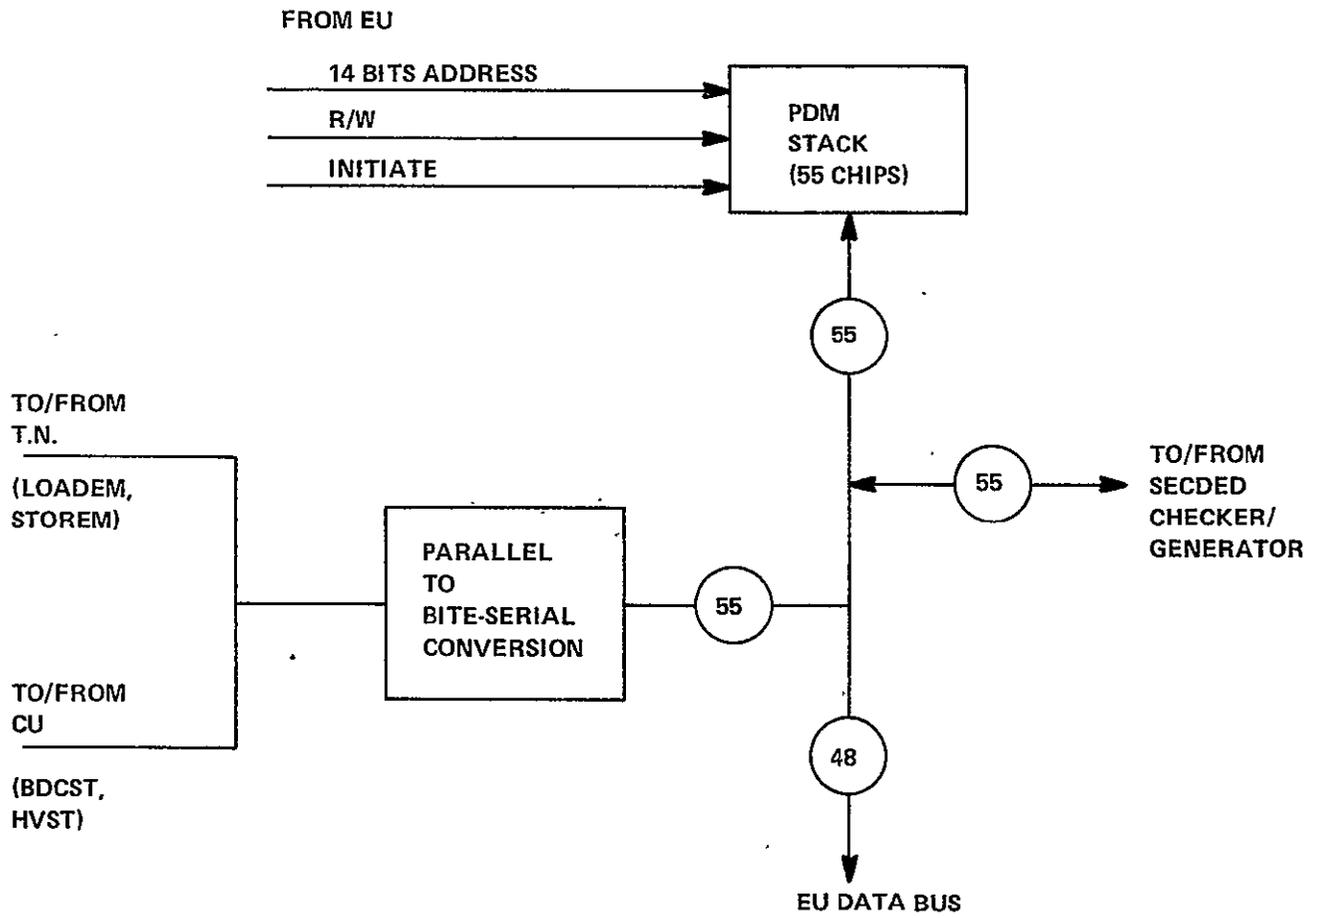 FROM EU
14 BITS ADDRESS
R/W
INITIATE
PDM
STACK
(55 CHIPS)
55
TO/FROM
T.N.
(LOADEM,
STOREM)
55
TO/FROM
SECDED
CHECKER/
GENERATOR
PARALLEL
TO
BITE-SERIAL
CONVERSION
55
TO/FROM
CU
(BDCST,
HVST)
48
EU DATA BUS